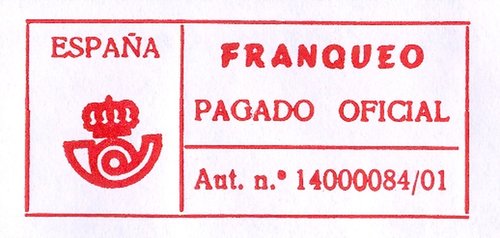 ESPAÑA
FRANQUEO
PAGADO OFICIAL
Aut. n.º 14000084/01